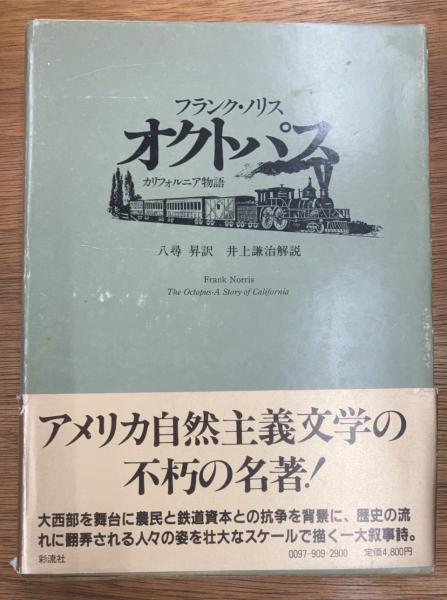 フランク・ノリス
オクトパス
カリフォルニア物語
八尋 昇訳 井上謙治解説
Frank Norris
The Octopus-A Story of California
アメリカ自然主義文学の
不朽の名著!
大西部を舞台に農民と鉄道資本との抗争を背景に、歴史の流
れに翻弄される人々の姿を壮大なスケールで描く一大叙事詩。
彩流社 0097-909-2900 定価4,800円